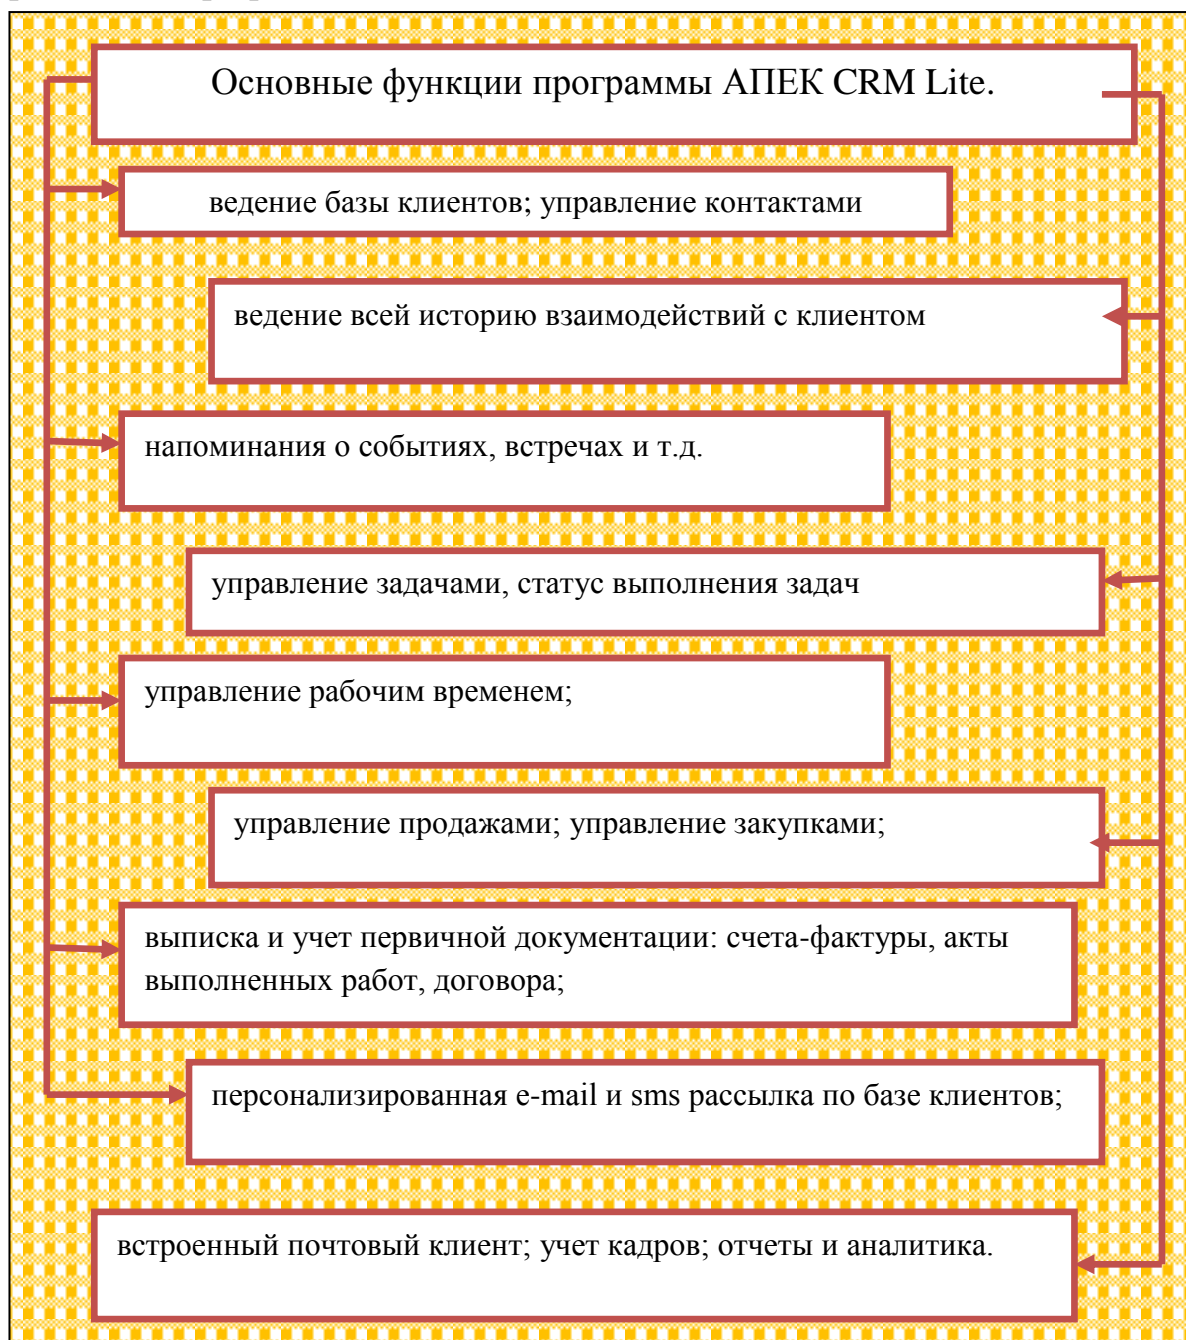 Основные функции программы АПЕК CRM Lite.
ведение базы клиентов; управление контактами
ведение всей историю взаимодействий с клиентом
напоминания о событиях, встречах и т.д.
управление задачами, статус выполнения задач
управление рабочим временем;
управление продажами; управление закупками;
выписка и учет первичной документации: счета-фактуры, акты
выполненных работ, договора;
персонализированная e-mail и sms рассылка по базе клиентов;
встроенный почтовый клиент; учет кадров; отчеты и аналитика.